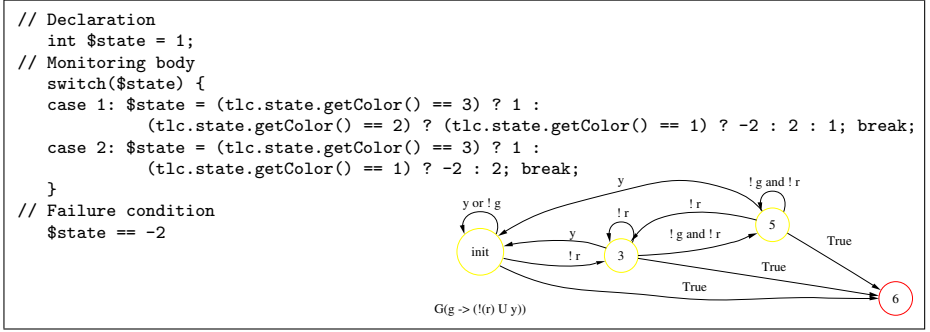 // Declaration
int $state = 1;
// Monitoring body
switch($state) {
case 1: $state = (tlc.state.getColor() == 3) ? 1 :
(tlc.state.getColor() == 2) ? (tlc.state.getColor() == 1) ? -2 : 2 : 1; break;
case 2: $state = (tlc.state.getColor() == 3) ? 1 :
(tlc.state.getColor() == 1) ? -2 : 2; break;
}
// Failure condition
$state == -2
y
! g and ! r
y or ! g
! r
! r
y
! g and ! r
5
True
init
! r
3
True
True
6
G(g -> (!(r) U y))